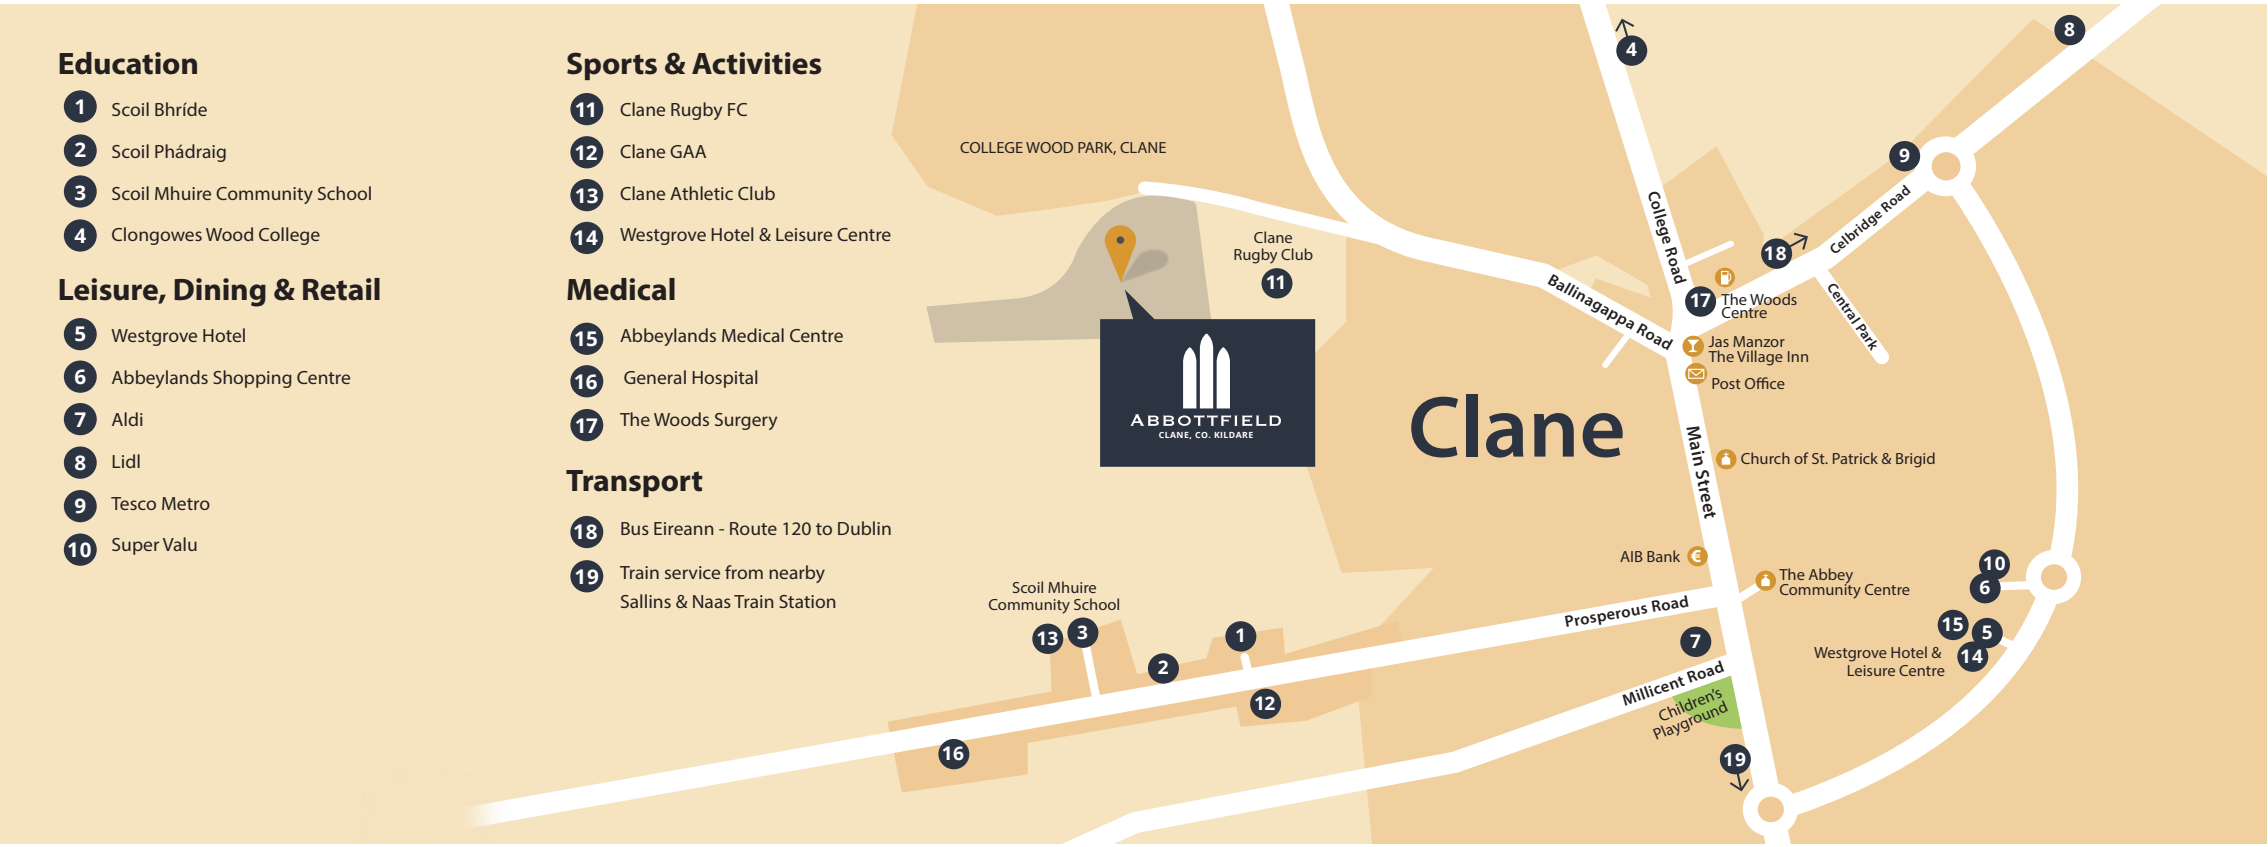 Education
1 Scoil Bhríde
2 Scoil Phádraig
3 Scoil Mhuire Community School
4 Clongowes Wood College
Leisure, Dining & Retail
5 Westgrove Hotel
6 Abbeylands Shopping Centre
7 Aldi
8 Lidl
9 Tesco Metro
10 Super Valu
Sports & Activities
11 Clane Rugby FC
12 Clane GAA
13 Clane Athletic Club
14 Westgrove Hotel & Leisure Centre
Medical
15 Abbeylands Medical Centre
16 General Hospital
17 The Woods Surgery
Transport
18 Bus Eireann - Route 120 to Dublin
19 Train service from nearby
Sallins & Naas Train Station
COLLEGE WOOD PARK, CLANE
Clane
Rugby Club
11
ABBOTTFIELD
CLANE, CO. KILDARE
Clane
4
8
9
College Road
Celbridge Road
18
17
The Woods
Centre
Central Park
Ballinagappa Road
Jas Manzor
The Village Inn
Post Office
Main Street
Church of St. Patrick & Brigid
AIB Bank
€
The Abbey
Community Centre
10
6
15
5
14
Westgrove Hotel &
Leisure Centre
Prosperous Road
7
Millicent Road
Children's
Playground
19
Scoil Mhuire
Community School
13
3
2
1
12
16